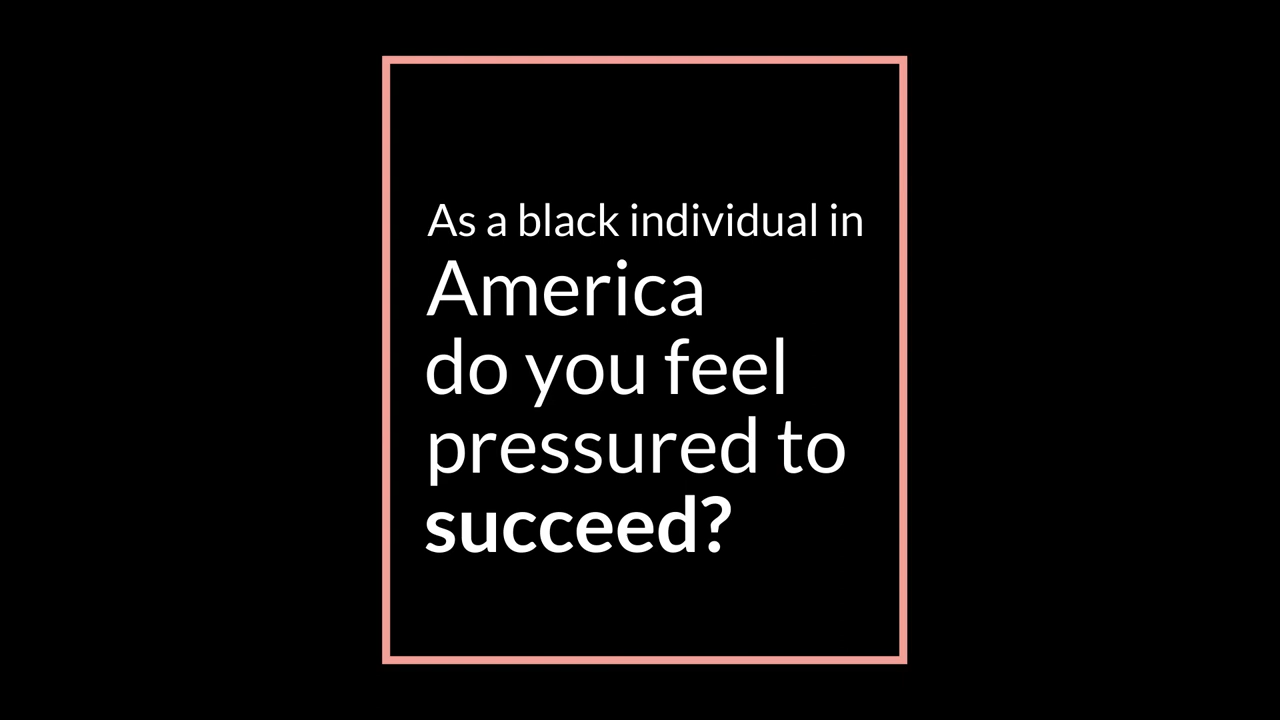 As a black individual in
America
do you feel
pressured to
succeed?